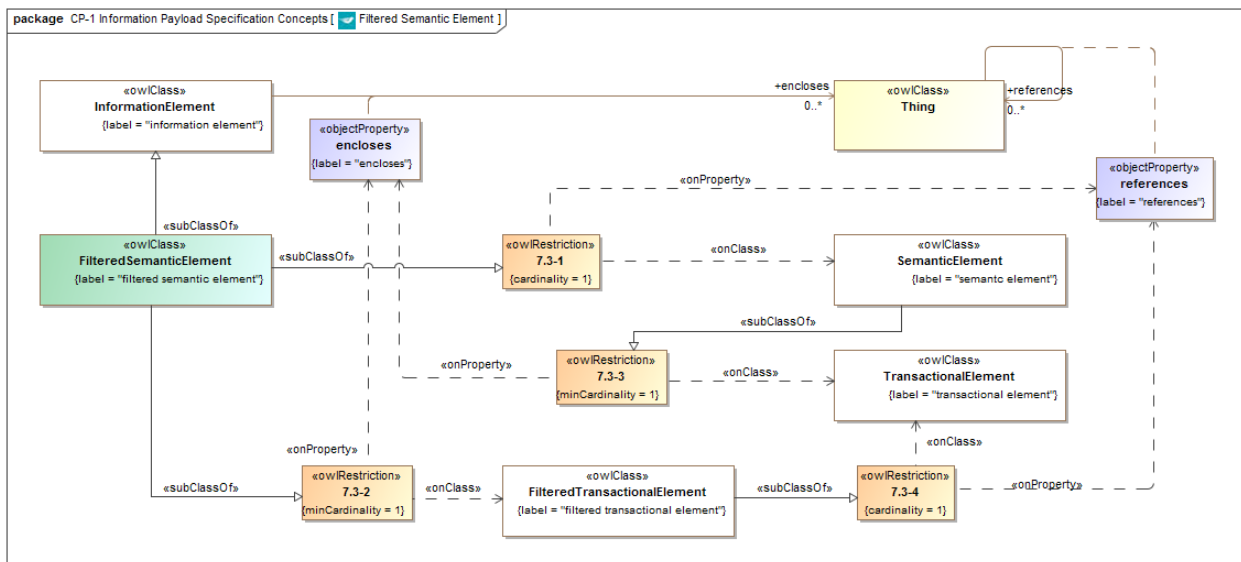 package CP-1 Information Payload Specification Concepts [ Filtered Semantic Element ]
«owlClass»
InformationElement
{label = "information element"}
+encloses
0..*
«owlClass»
Thing
+references
0..*
«objectProperty»
encloses
{label = "encloses"}
«onProperty»
«objectProperty»
references
{label = "references"}
«subClassOf»
«owlClass»
FilteredSemanticElement
{label = "filtered semantic element"}
«subClassOf»
«owlRestriction»
7.3-1
{cardinality = 1}
«onClass»
«owlClass»
SemanticElement
{label = "semantc element"}
«subClassOf»
«onProperty»
«owlRestriction»
7.3-3
{minCardinality = 1}
«onClass»
«owlClass»
TransactionalElement
{label = "transactional element"}
«onClass»
«onProperty»
«subClassOf»
«owlRestriction»
7.3-2
{minCardinality = 1}
«onClass»
«owlClass»
FilteredTransactionalElement
{label = "filtered transactional element"}
«subClassOf»
«owlRestriction»
7.3-4
{cardinality = 1}
«onProperty»